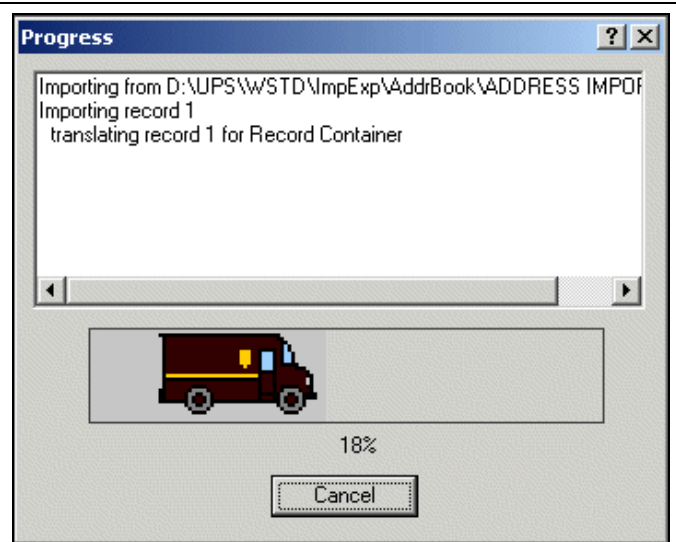 Progress
Importing from D:\UPS\WSTD\ImpExp\AddrBook\ADDRESS
Importing record 1
translating record 1 for Record Container
18%
Cancel